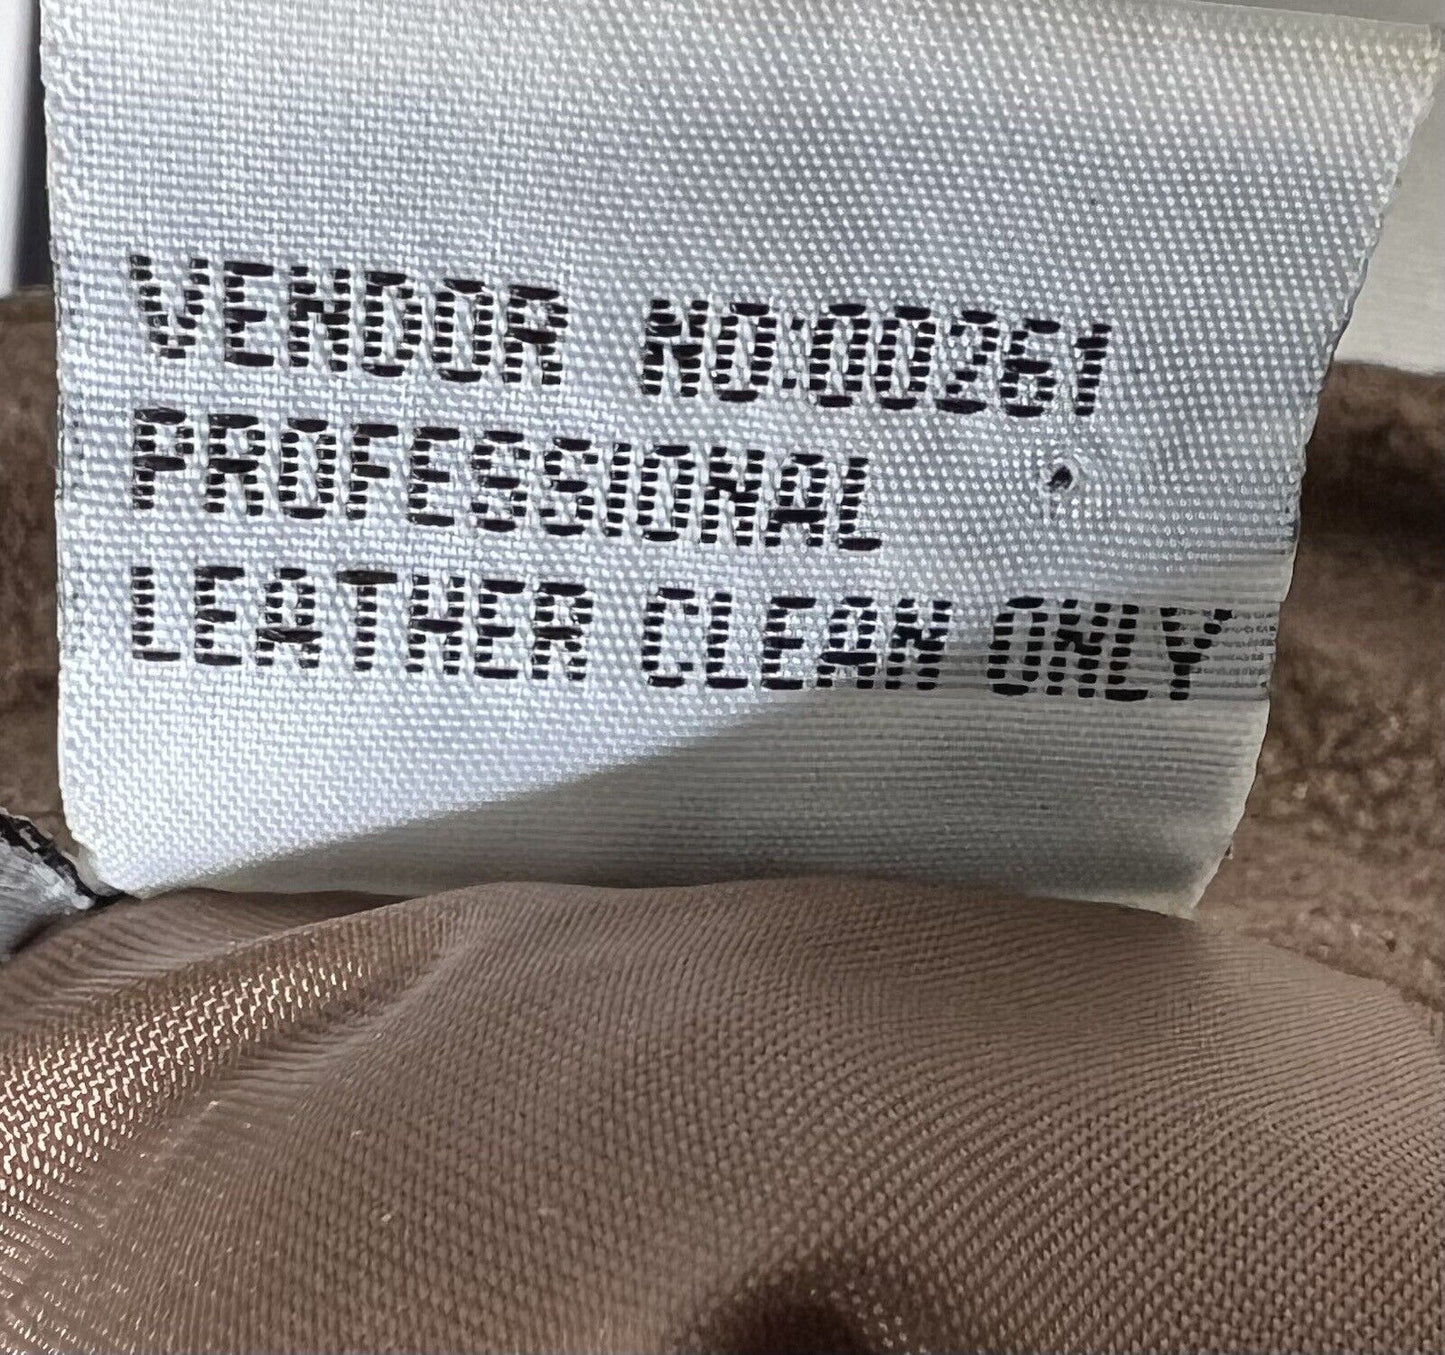 VENDOR NO:00261
PROFESSIONAL
LEATHER CLEAN ONLY